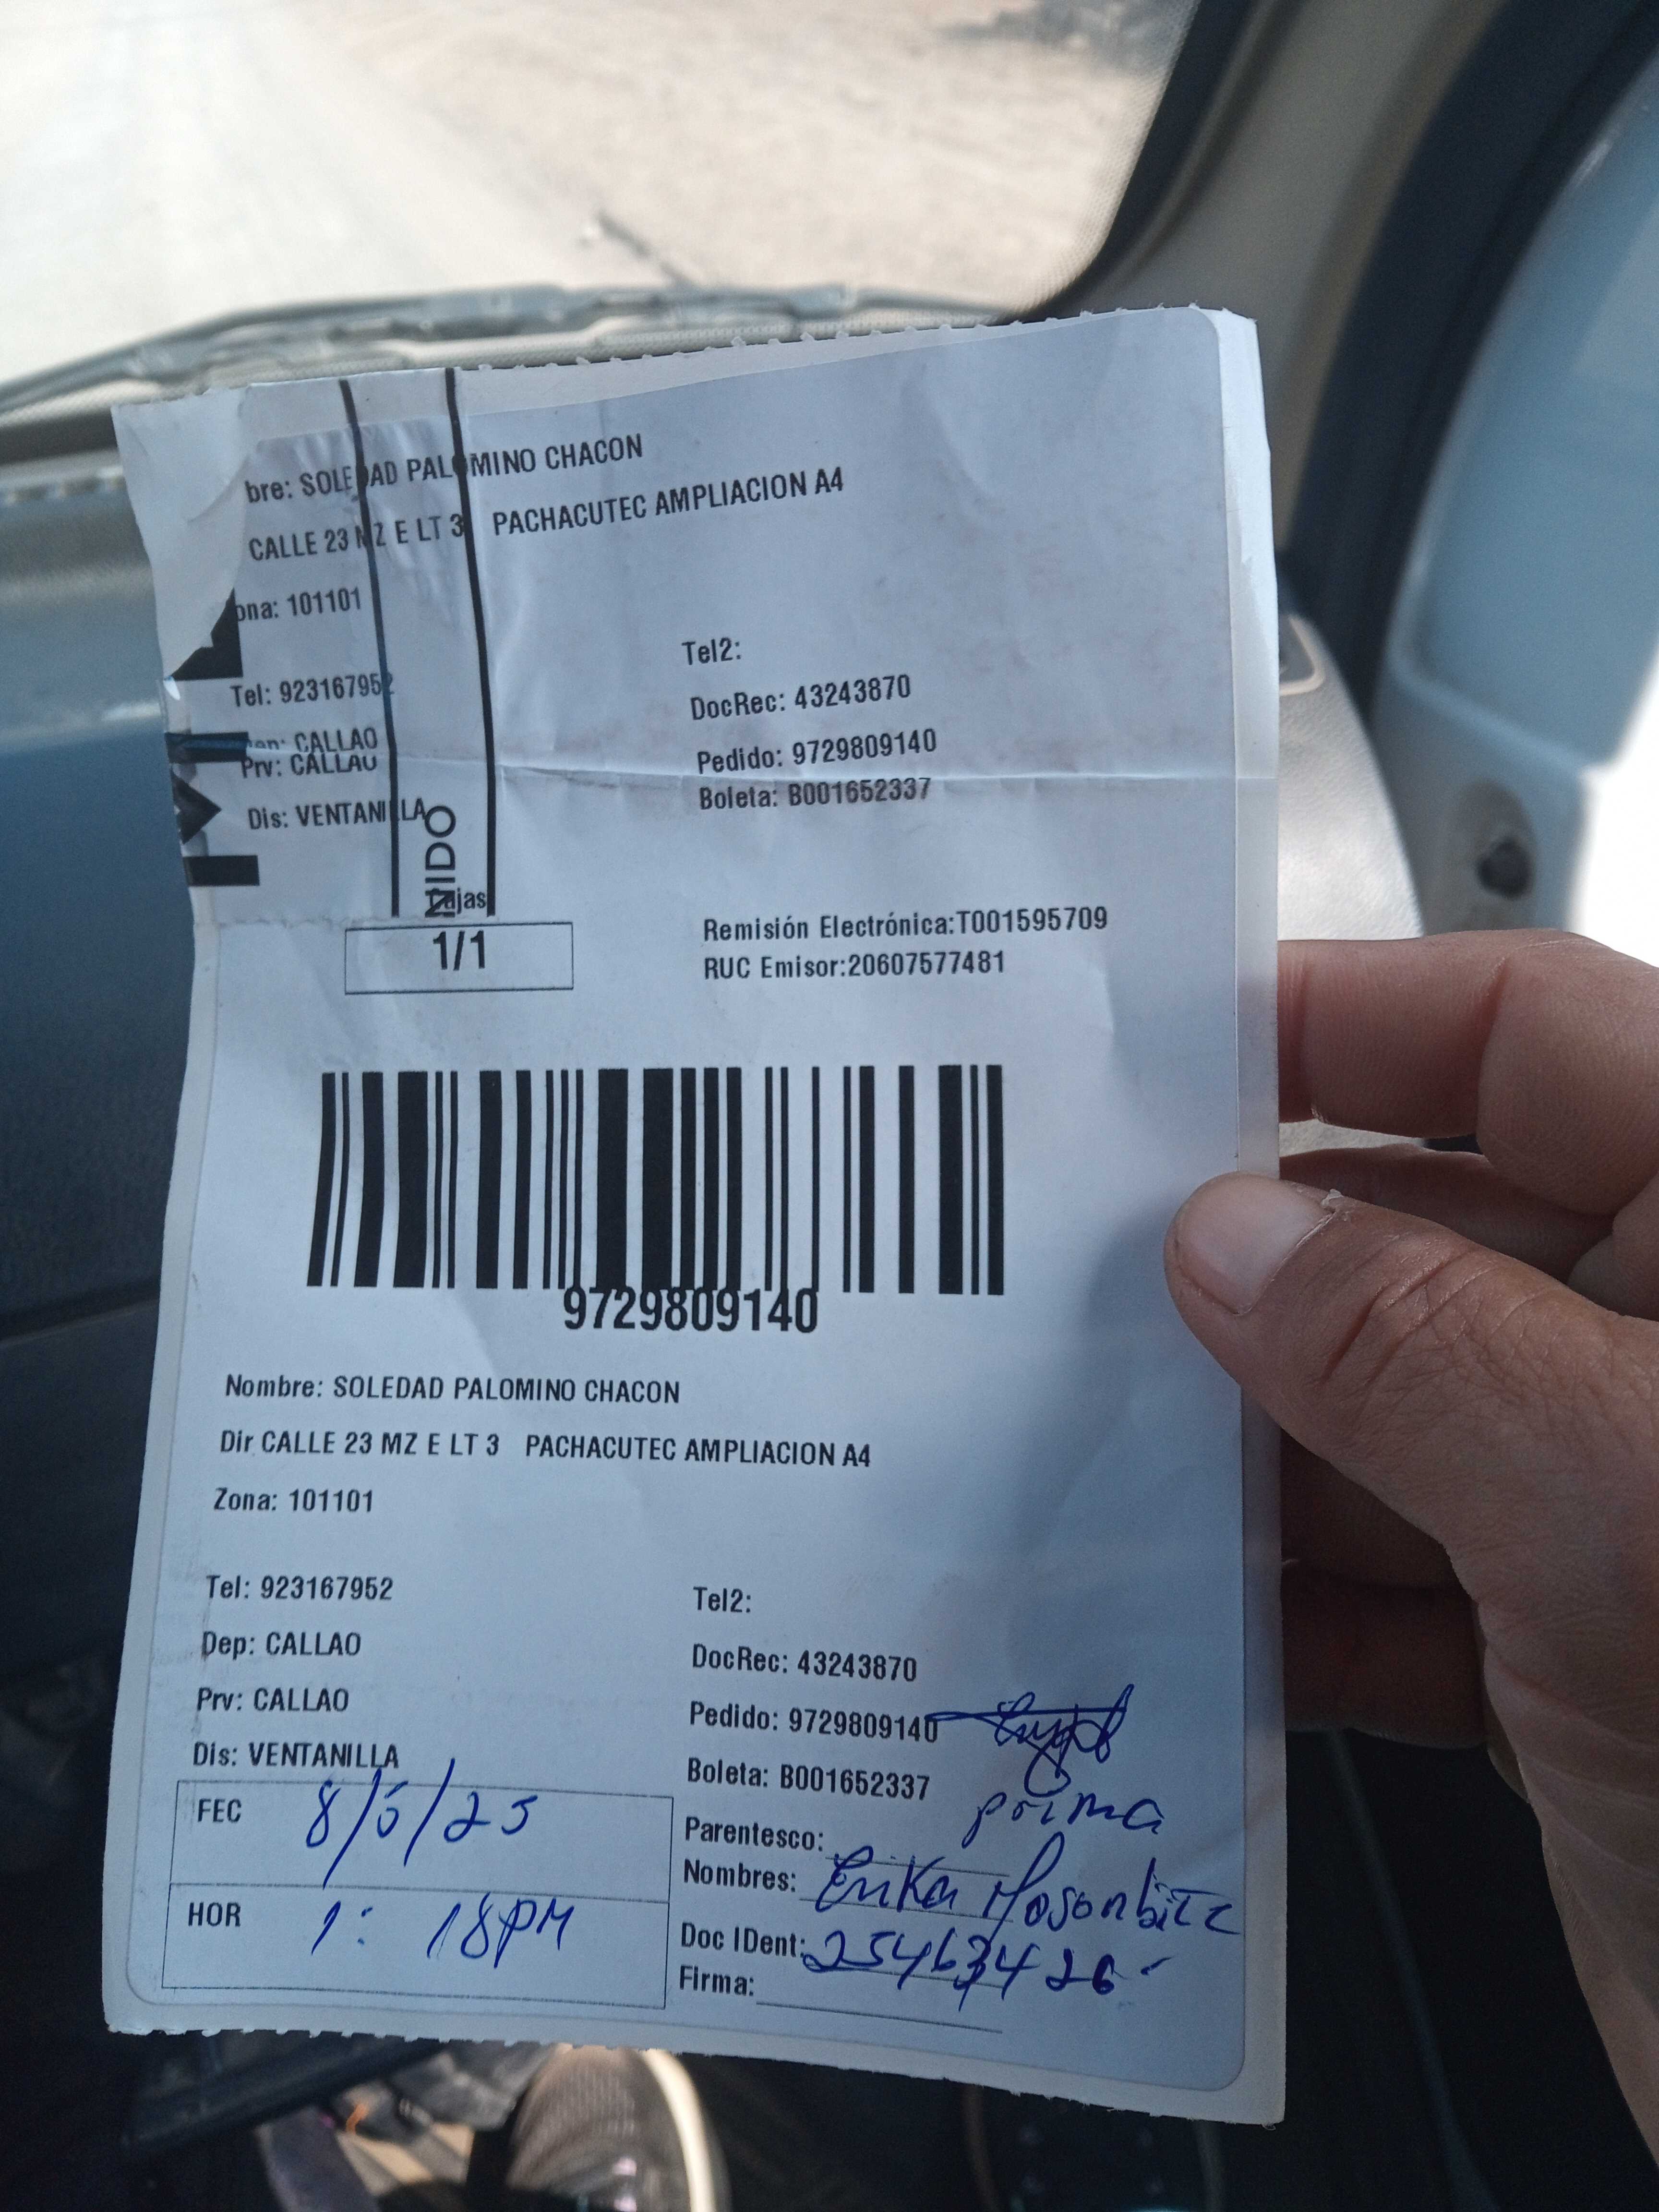 bre: SOLEDAD PALOMINO CHACON
CALLE 23 MZ E LT 3 PACHACUTEC AMPLIACION A4
ona: 101101
Tel2:
Tel: 923167952
DocRec: 43243870
CALLAO
Pedido: 9729809140
Prv: CALLAO
Boleta: B001652337
Dis: VENTANILLA
NIDO
ajas
1/1
Remisión Electrónica:T001595709
RUC Emisor:20607577481
9729809140
Nombre: SOLEDAD PALOMINO CHACON
Dir CALLE 23 MZ E LT 3 PACHACUTEC AMPLIACION A4
Zona: 101101
Tel: 923167952
Tel2:
Dep: CALLAO
DocRec: 43243870
Prv: CALLAO
Pedido: 9729809140
Dis: VENTANILLA
Boleta: B001652337
FEC 8/5/25
Parentesco: prima
Nombres: Erika
HOR 1:18PM
Doc IDent: 25463426
Firma: